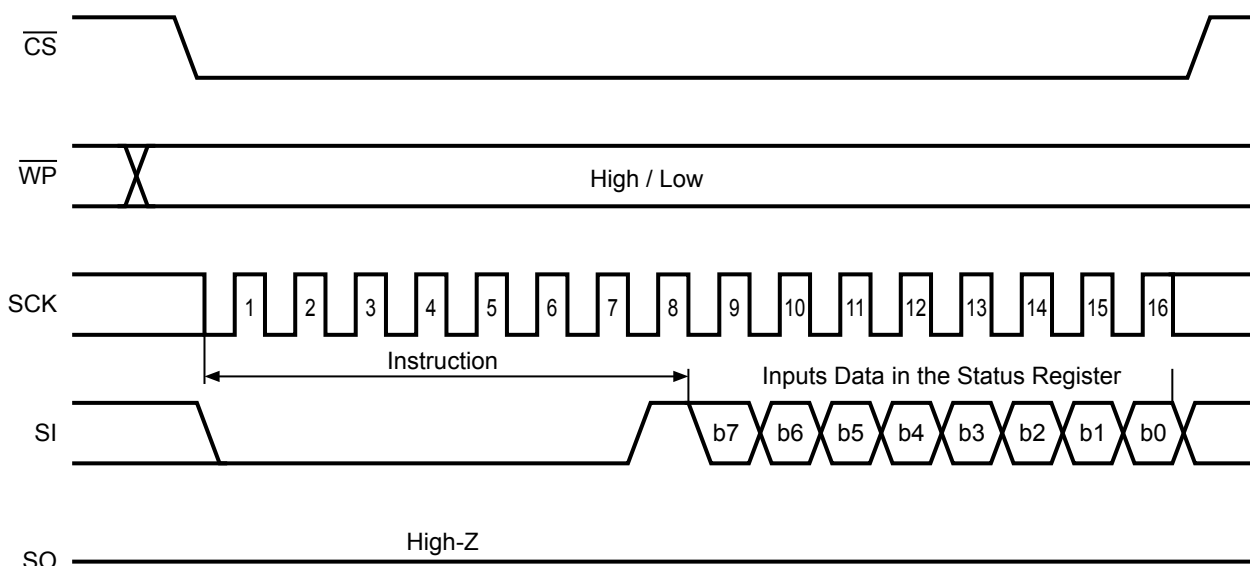 CS
WP
High / Low
SCK
1 2 3 4 5 6 7 8 9 10 11 12 13 14 15 16
Instruction
Inputs Data in the Status Register
SI
b7 b6 b5 b4 b3 b2 b1 b0
High-Z
SO